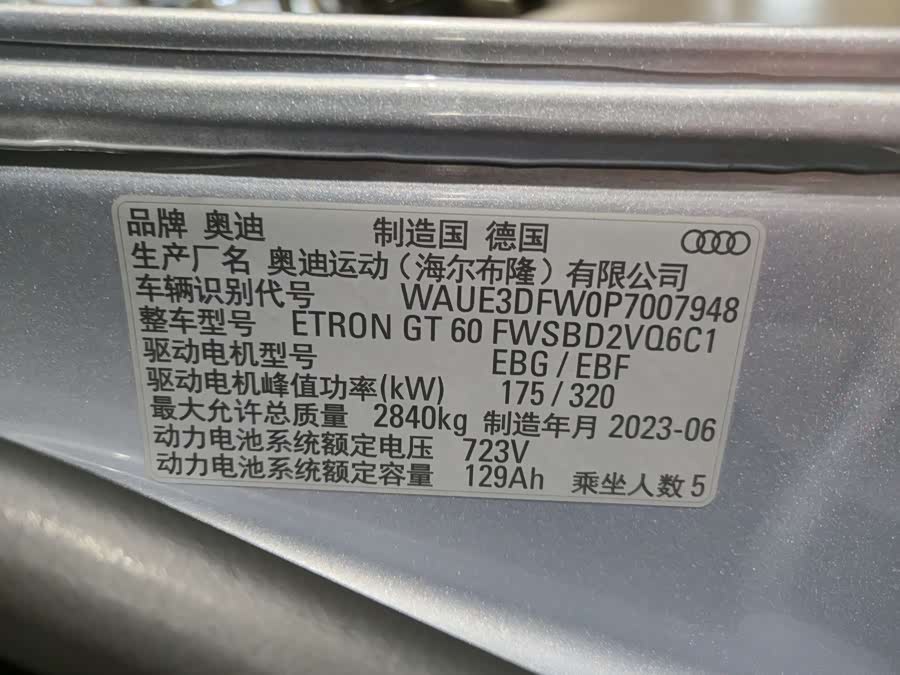 品牌 奥迪 制造国 德国
生产厂名 奥迪运动（海尔布隆）有限公司
车辆识别代号 WAUE3DFW0P7007948
整车型号 ETRON GT 60 FWSBD2VQ6C1
驱动电机型号 EBG / EBF
驱动电机峰值功率(kW) 175 / 320
最大允许总质量 2840kg 制造年月 2023-06
动力电池系统额定电压 723V
动力电池系统额定容量 129Ah 乘坐人数 5